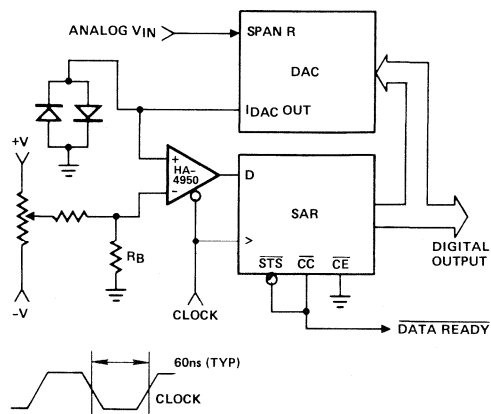 ANALOG VIN
SPAN R
DAC
IDAC OUT
+V
+
HA-
4950
−
D
SAR
RB
>
STS CC CE
DIGITAL
OUTPUT
–V
CLOCK
DATA READY
60ns (TYP)
CLOCK